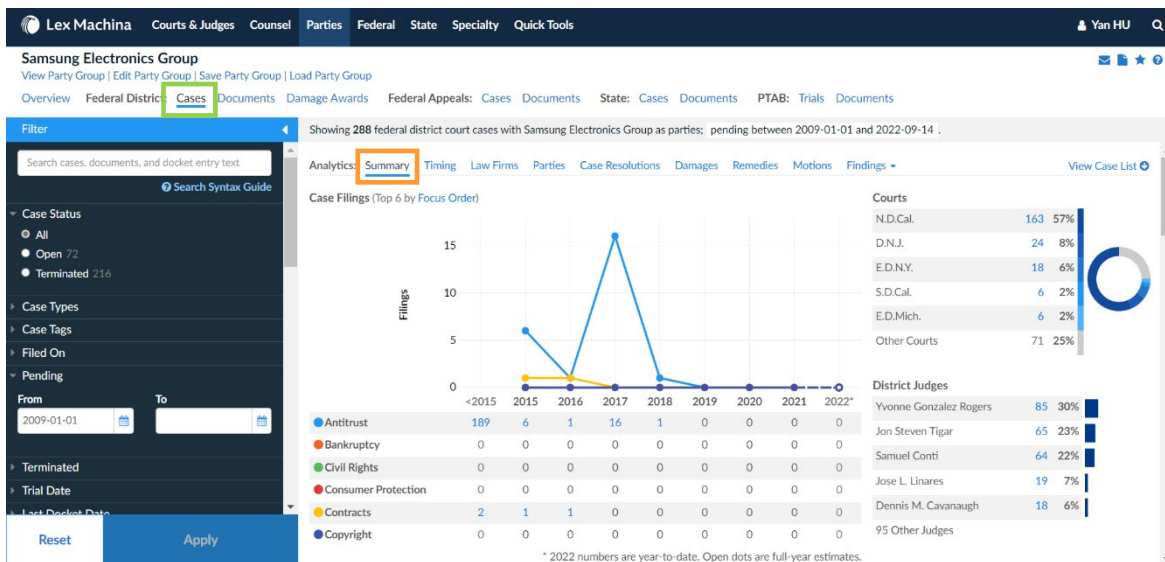 Lex Machina Courts & Judges Counsel Parties Federal State Specialty Quick Tools Yan HU
Samsung Electronics Group
View Party Group | Edit Party Group | Save Party Group | Load Party Group
Overview Federal District: Cases Documents Damage Awards Federal Appeals: Cases Documents State: Cases Documents PTAB: Trials Documents
Filter
Search cases, documents, and docket entry text
Search Syntax Guide
Case Status
All
Open 72
Terminated 216
Case Types
Case Tags
Filed On
Pending
From To
2009-01-01
Terminated
Trial Date
Last Docket Date
Reset Apply
Showing 288 federal district court cases with Samsung Electronics Group as parties; pending between 2009-01-01 and 2022-09-14 .
Analytics: Summary Timing Law Firms Parties Case Resolutions Damages Remedies Motions Findings View Case List
Case Filings (Top 6 by Focus Order)
Filings
15
10
5
0
<2015 2015 2016 2017 2018 2019 2020 2021 2022*
Antitrust 189 6 1 16 1 0 0 0 0
Bankruptcy 0 0 0 0 0 0 0 0 0
Civil Rights 0 0 0 0 0 0 0 0 0
Consumer Protection 0 0 0 0 0 0 0 0 0
Contracts 2 1 1 0 0 0 0 0 0
Copyright 0 0 0 0 0 0 0 0 0
* 2022 numbers are year-to-date. Open dots are full-year estimates.
Courts
N.D.Cal. 163 57%
D.N.J. 24 8%
E.D.N.Y. 18 6%
S.D.Cal. 6 2%
E.D.Mich. 6 2%
Other Courts 71 25%
District Judges
Yvonne Gonzalez Rogers 85 30%
Jon Steven Tigar 65 23%
Samuel Conti 64 22%
Jose L. Linares 19 7%
Dennis M. Cavanaugh 18 6%
95 Other Judges